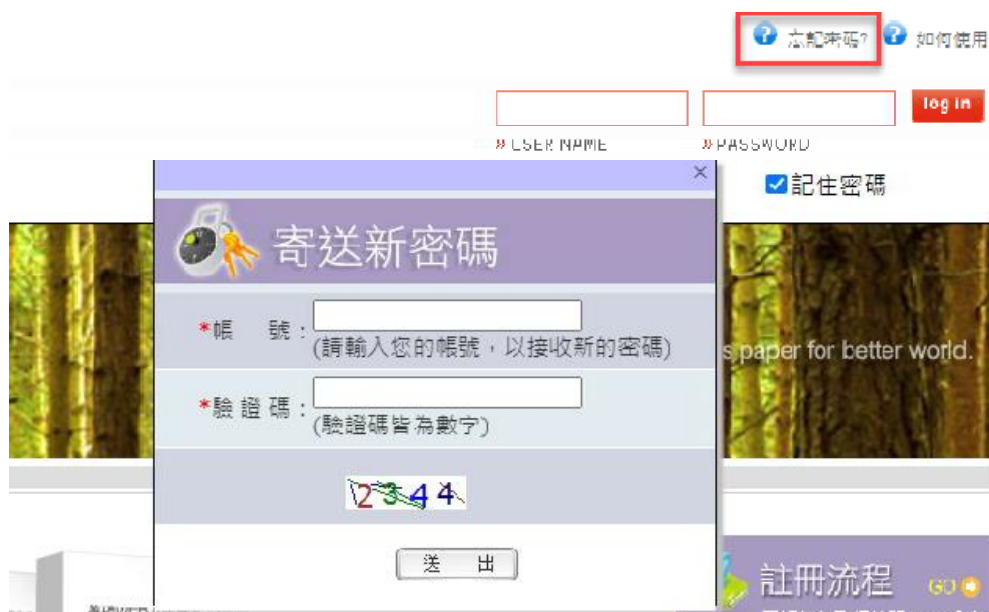 忘記密碼? 如何使用
log in
» USER NAME » PASSWORD
× 記住密碼
寄送新密碼
*帳 號：
(請輸入您的帳號，以接收新的密碼)
s paper for better world.
*驗 證 碼：
(驗證碼皆為數字)
2344
送 出
註冊流程 GO